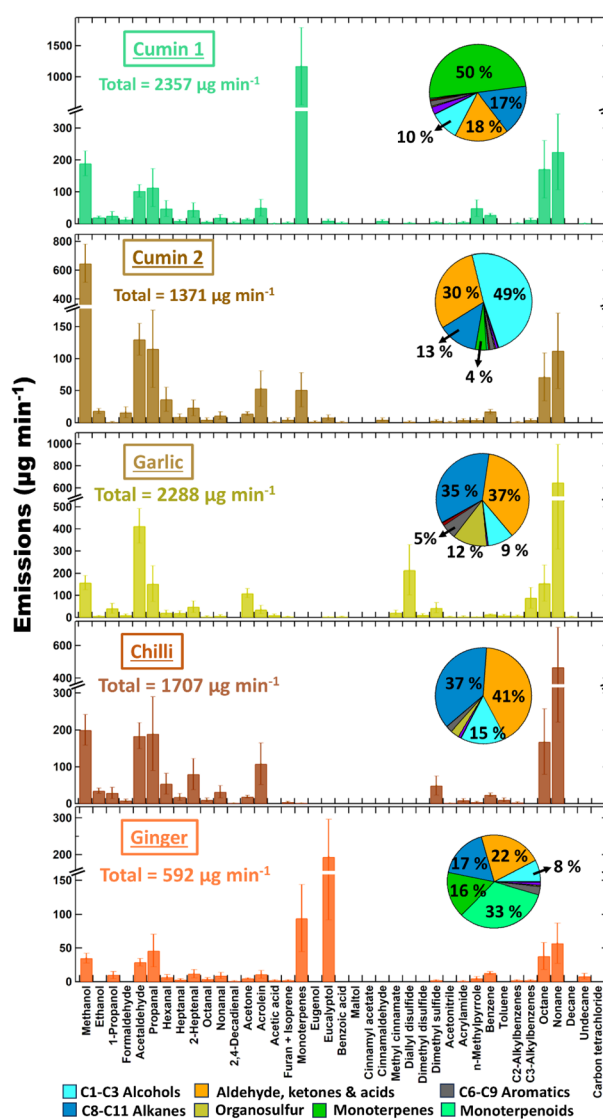 Emissions (µg min⁻¹)
Cumin 1
Total = 2357 µg min⁻¹
1500
1000
300
200
100
0
50 %
17%
18 %
10 %
Cumin 2
Total = 1371 µg min⁻¹
800
600
150
100
50
0
49%
30 %
13 %
4 %
Garlic
Total = 2288 µg min⁻¹
1000
800
600
500
400
300
200
100
0
35 %
37%
5%
12 %
9 %
Chilli
Total = 1707 µg min⁻¹
600
400
300
200
100
0
37 %
41%
15 %
Ginger
Total = 592 µg min⁻¹
300
200
150
100
50
0
22 %
17 %
8 %
16 %
33 %
Methanol
Ethanol
1-Propanol
Formaldehyde
Acetaldehyde
Propanal
Hexanal
Heptanal
2-Heptenal
Octanal
Nonanal
2,4-Decadienal
Acetone
Acrolein
Acetic acid
Furan + Isoprene
Monoterpenes
Eugenol
Eucalyptol
Benzoic acid
Maltol
Cinnamyl acetate
Cinnamaldehyde
Methyl cinnamate
Diallyl disulfide
Dimethyl disulfide
Dimethyl sulfide
Acetonitrile
Acrylamide
n-Methylpyrrole
Benzene
Toluene
C2-Alkylbenzenes
C3-Alkylbenzenes
Octane
Nonane
Decane
Undecane
Carbon tetrachloride
C1-C3 Alcohols
Aldehyde, ketones & acids
C6-C9 Aromatics
C8-C11 Alkanes
Organosulfur
Monoterpenes
Monoterpenoids